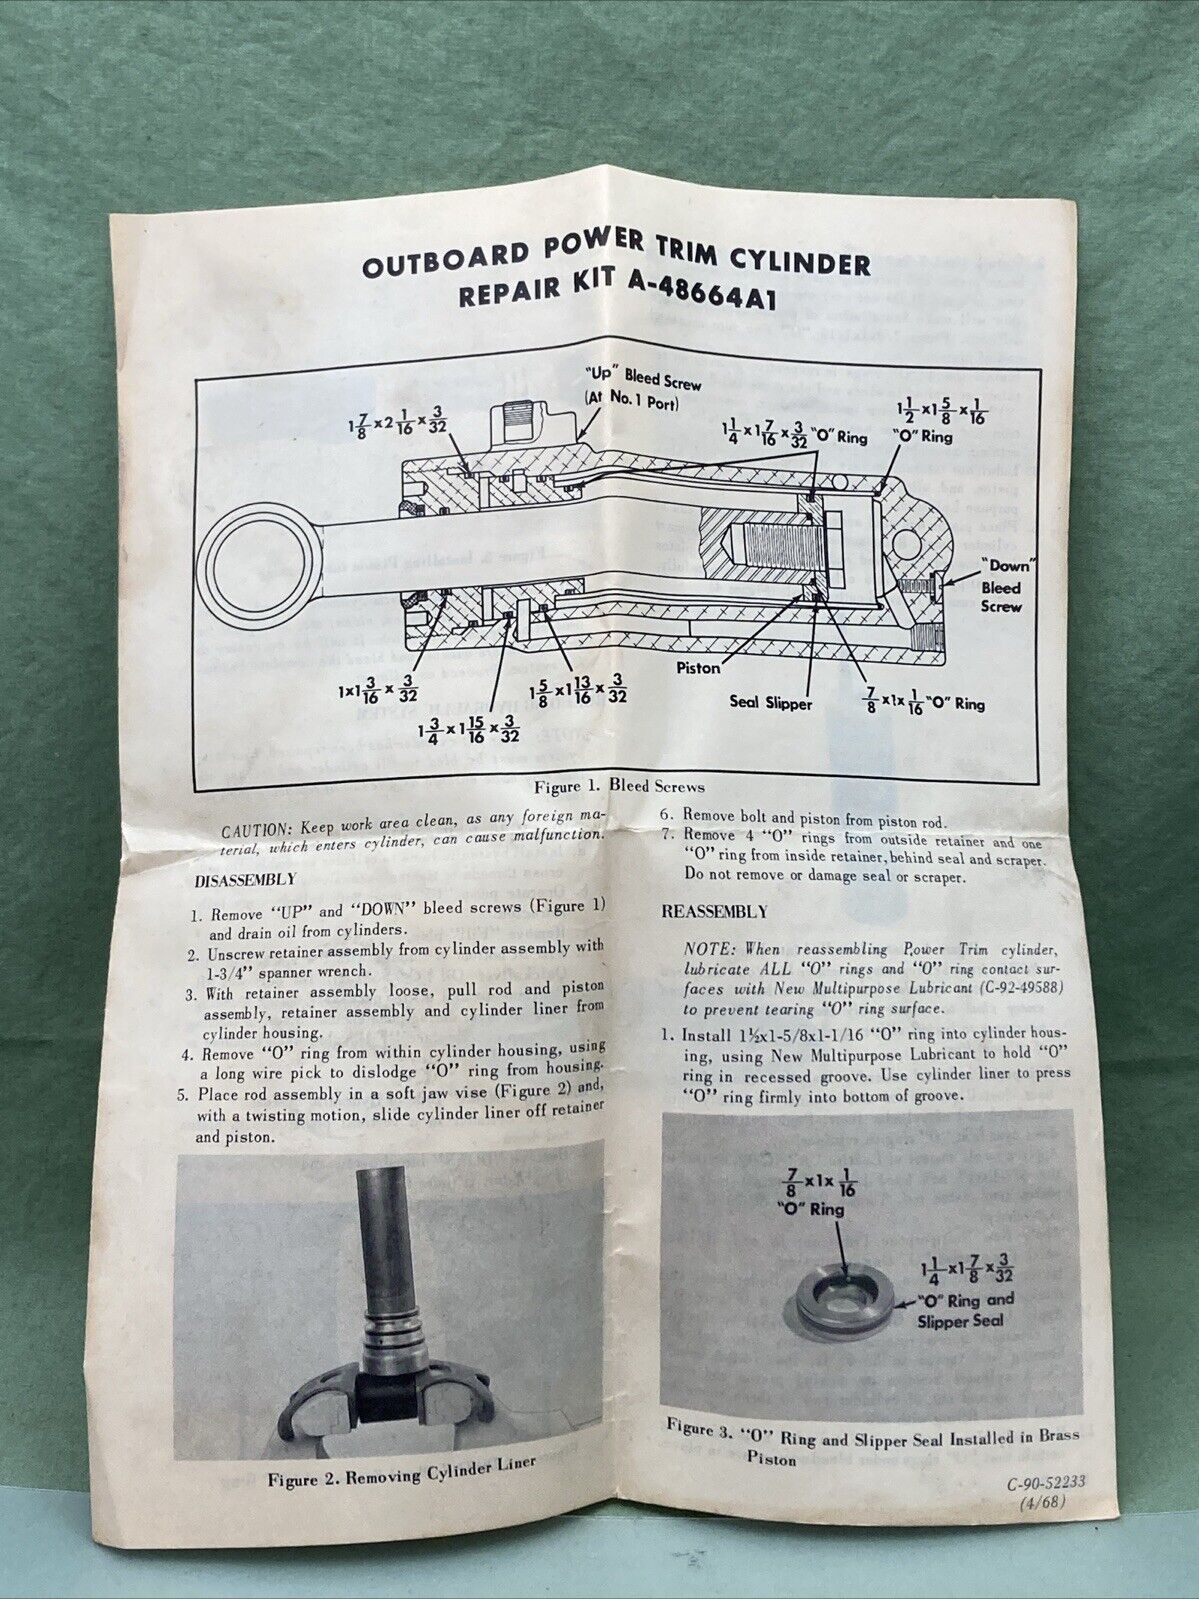 OUTBOARD POWER TRIM CYLINDER
REPAIR KIT A-48664A1
"Up" Bleed Screw
(At No. 1 Port)
1 7/8 x 2 1/16 x 3/32
1 1/4 x 1 7/16 x 3/32 "O" Ring
1 1/2 x 1 5/8 x 1/16
"O" Ring
"Down"
Bleed
Screw
Piston
Seal Slipper
7/8 x 1 x 1/16 "O" Ring
1 x 1 3/16 x 3/32
1 5/8 x 1 13/16 x 3/32
1 3/4 x 1 15/16 x 3/32
Figure 1. Bleed Screws
CAUTION: Keep work area clean, as any foreign ma-
terial, which enters cylinder, can cause malfunction.
DISASSEMBLY
1. Remove "UP" and "DOWN" bleed screws (Figure 1)
and drain oil from cylinders.
2. Unscrew retainer assembly from cylinder assembly with
1-3/4" spanner wrench.
3. With retainer assembly loose, pull rod and piston
assembly, retainer assembly and cylinder liner from
cylinder housing.
4. Remove "O" ring from within cylinder housing, using
a long wire pick to dislodge "O" ring from housing.
5. Place rod assembly in a soft jaw vise (Figure 2) and,
with a twisting motion, slide cylinder liner off retainer
and piston.
Figure 2. Removing Cylinder Liner
6. Remove bolt and piston from piston rod.
7. Remove 4 "O" rings from outside retainer and one
"O" ring from inside retainer, behind seal and scraper.
Do not remove or damage seal or scraper.
REASSEMBLY
NOTE: When reassembling Power Trim cylinder,
lubricate ALL "O" rings and "O" ring contact sur-
faces with New Multipurpose Lubricant (C-92-49588)
to prevent tearing "O" ring surface.
1. Install 1½x1-5/8x1-1/16 "O" ring into cylinder hous-
ing, using New Multipurpose Lubricant to hold "O"
ring in recessed groove. Use cylinder liner to press
"O" ring firmly into bottom of groove.
7/8 x 1 x 1/16
"O" Ring
1 1/4 x 1 7/8 x 3/32
"O" Ring and
Slipper Seal
Figure 3. "O" Ring and Slipper Seal Installed in Brass
Piston
C-90-52233
(4/68)